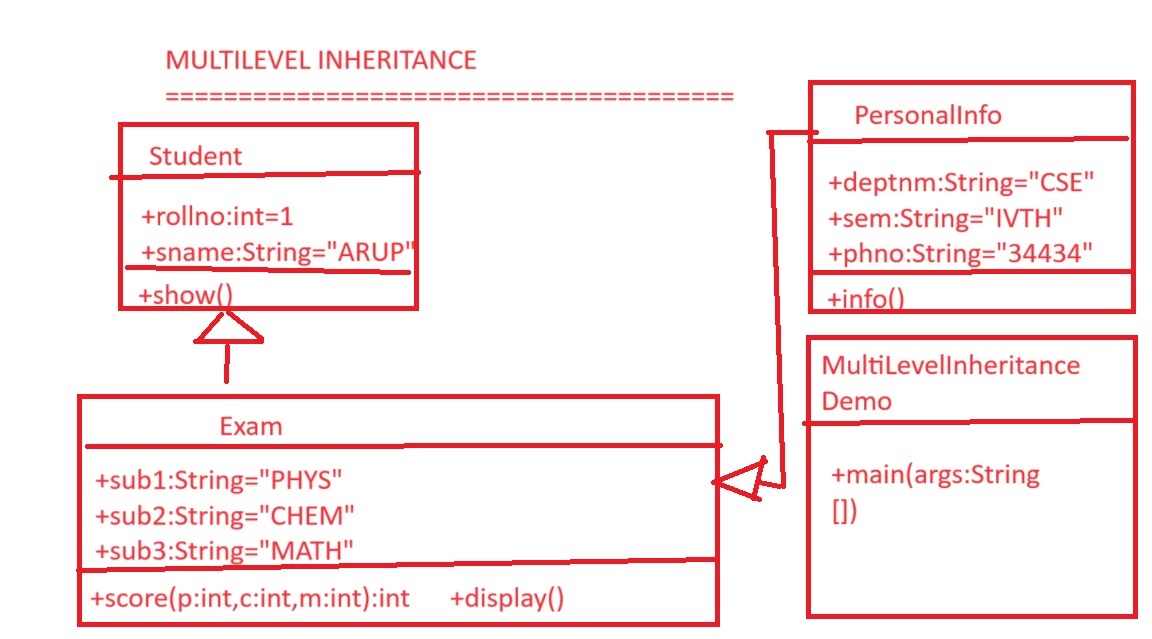 MULTILEVEL INHERITANCE
=======================================
Student
+rollno:int=1
+sname:String="ARUP"
+show()
Exam
+sub1:String="PHYS"
+sub2:String="CHEM"
+sub3:String="MATH"
+score(p:int,c:int,m:int):int +display()
PersonalInfo
+deptnm:String="CSE"
+sem:String="IVTH"
+phno:String="34434"
+info()
MultiLevelInheritance
Demo
+main(args:String
[])